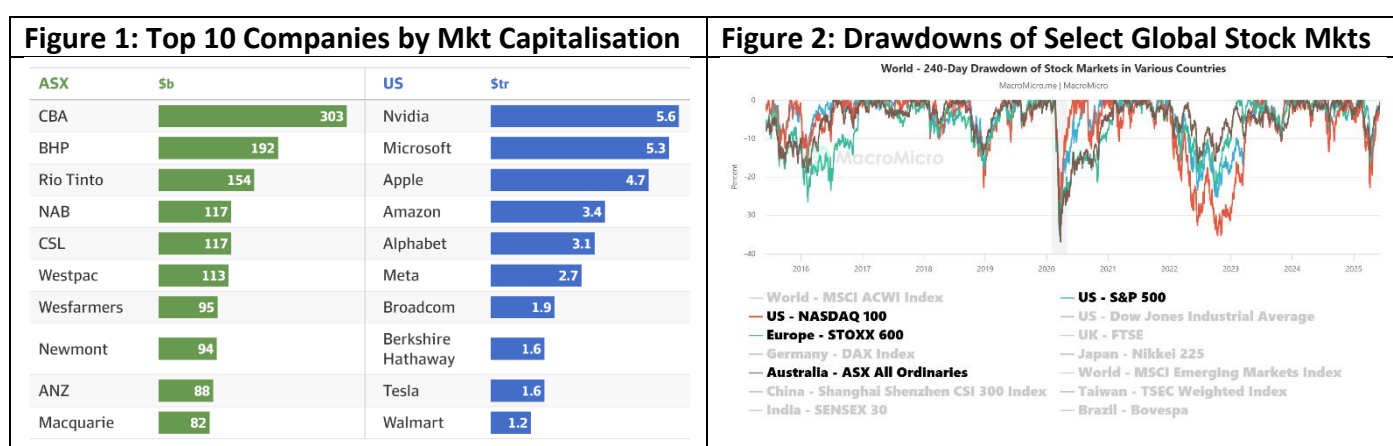 Figure 1: Top 10 Companies by Mkt Capitalisation
ASX $b US $tr
CBA 303 Nvidia 5.6
BHP 192 Microsoft 5.3
Rio Tinto 154 Apple 4.7
NAB 117 Amazon 3.4
CSL 117 Alphabet 3.1
Westpac 113 Meta 2.7
Wesfarmers 95 Broadcom 1.9
Newmont 94 Berkshire Hathaway 1.6
ANZ 88 Tesla 1.6
Macquarie 82 Walmart 1.2
Figure 2: Drawdowns of Select Global Stock Mkts
World - 240-Day Drawdown of Stock Markets in Various Countries
MacroMicro.me | MacroMicro
0
-10
-20
30
-40
Percent
MacroMicro
2016 2017 2018 2019 2020 2021 2022 2023 2024 2025
World - MSCI ACWI Index
US - NASDAQ 100
Europe - STOXX 600
Germany - DAX Index
Australia - ASX All Ordinaries
China - Shanghai Shenzhen CSI 300 Index
India - SENSEX 30
US - S&P 500
US - Dow Jones Industrial Average
UK - FTSE
Japan - Nikkei 225
World - MSCI Emerging Markets Index
Taiwan - TSEC Weighted Index
Brazil - Bovespa